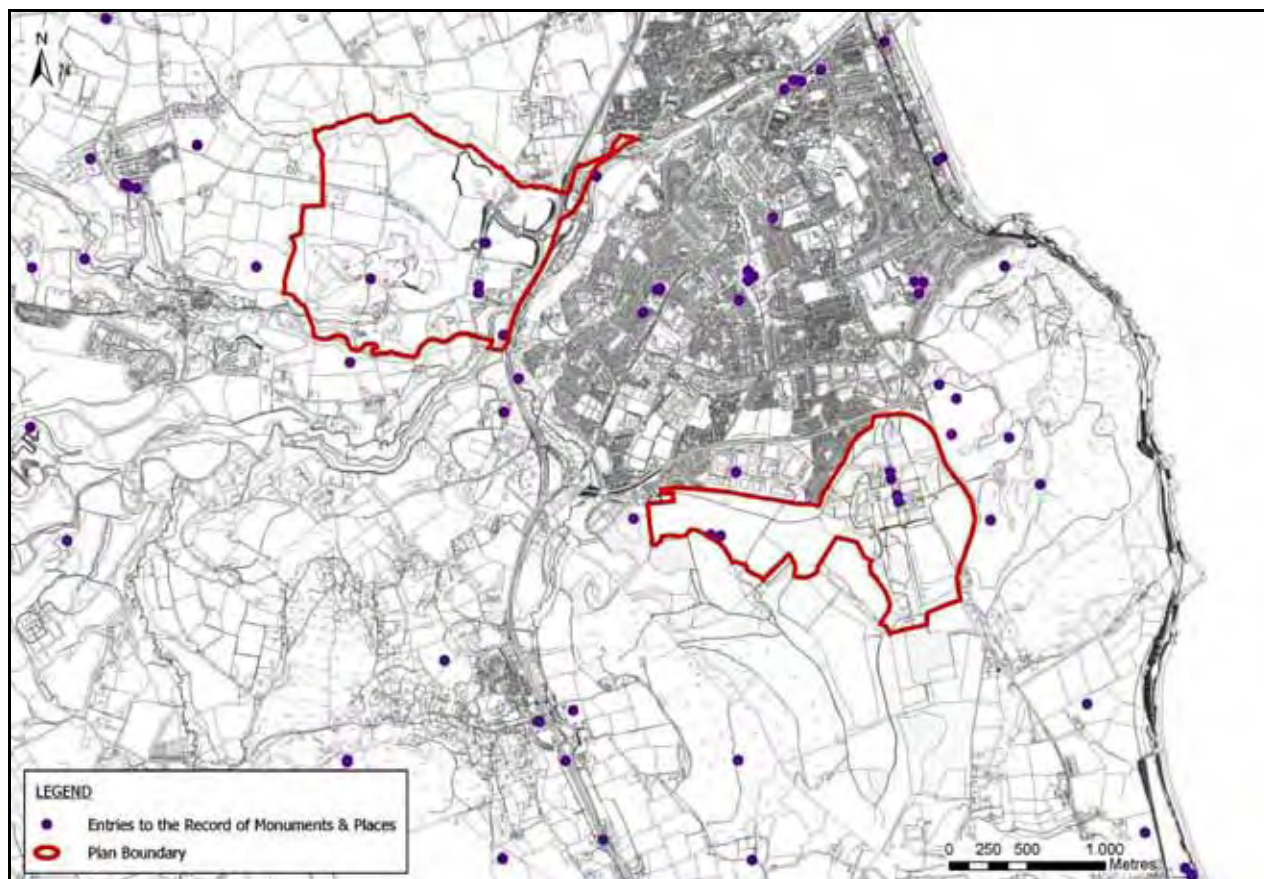 N
LEGEND
Entries to the Record of Monuments & Places
Plan Boundary
0 250 500 1.000
Metres